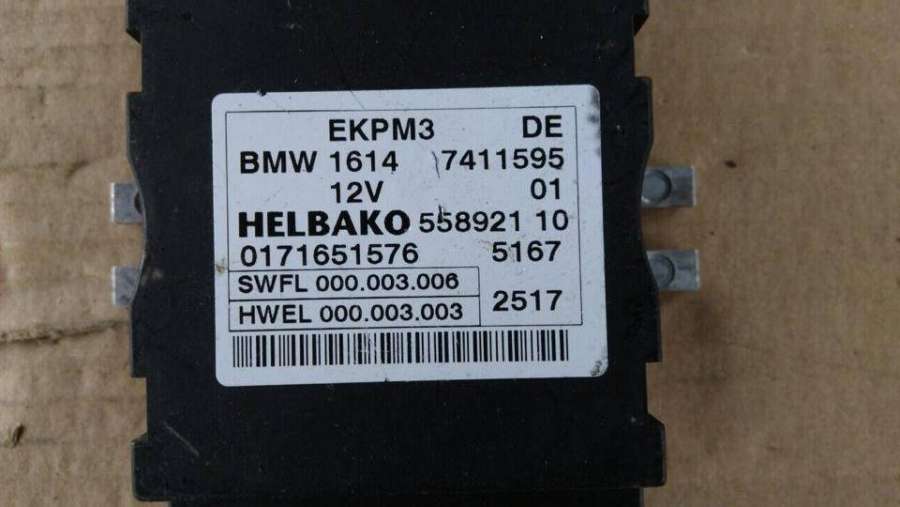 EKPM3 DE
BMW 1614 7411595
12V 01
HELBAKO 558921 10
0171651576 5167
SWFL 000.003.006
HWEL 000.003.003 2517